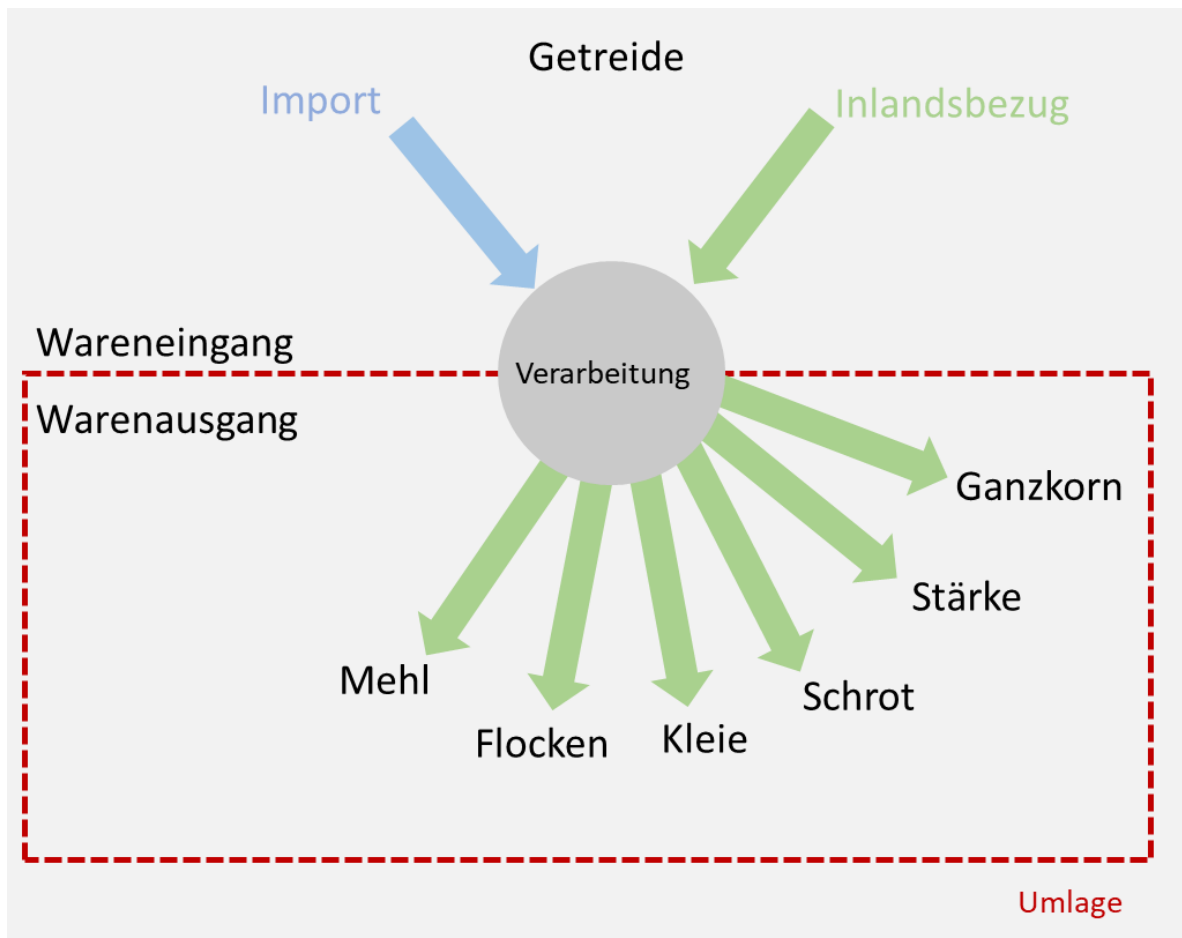 Getreide
Import
Inlandsbezug
Wareneingang
Verarbeitung
Warenausgang
Ganzkorn
Stärke
Mehl
Schrot
Flocken
Kleie
Umlage